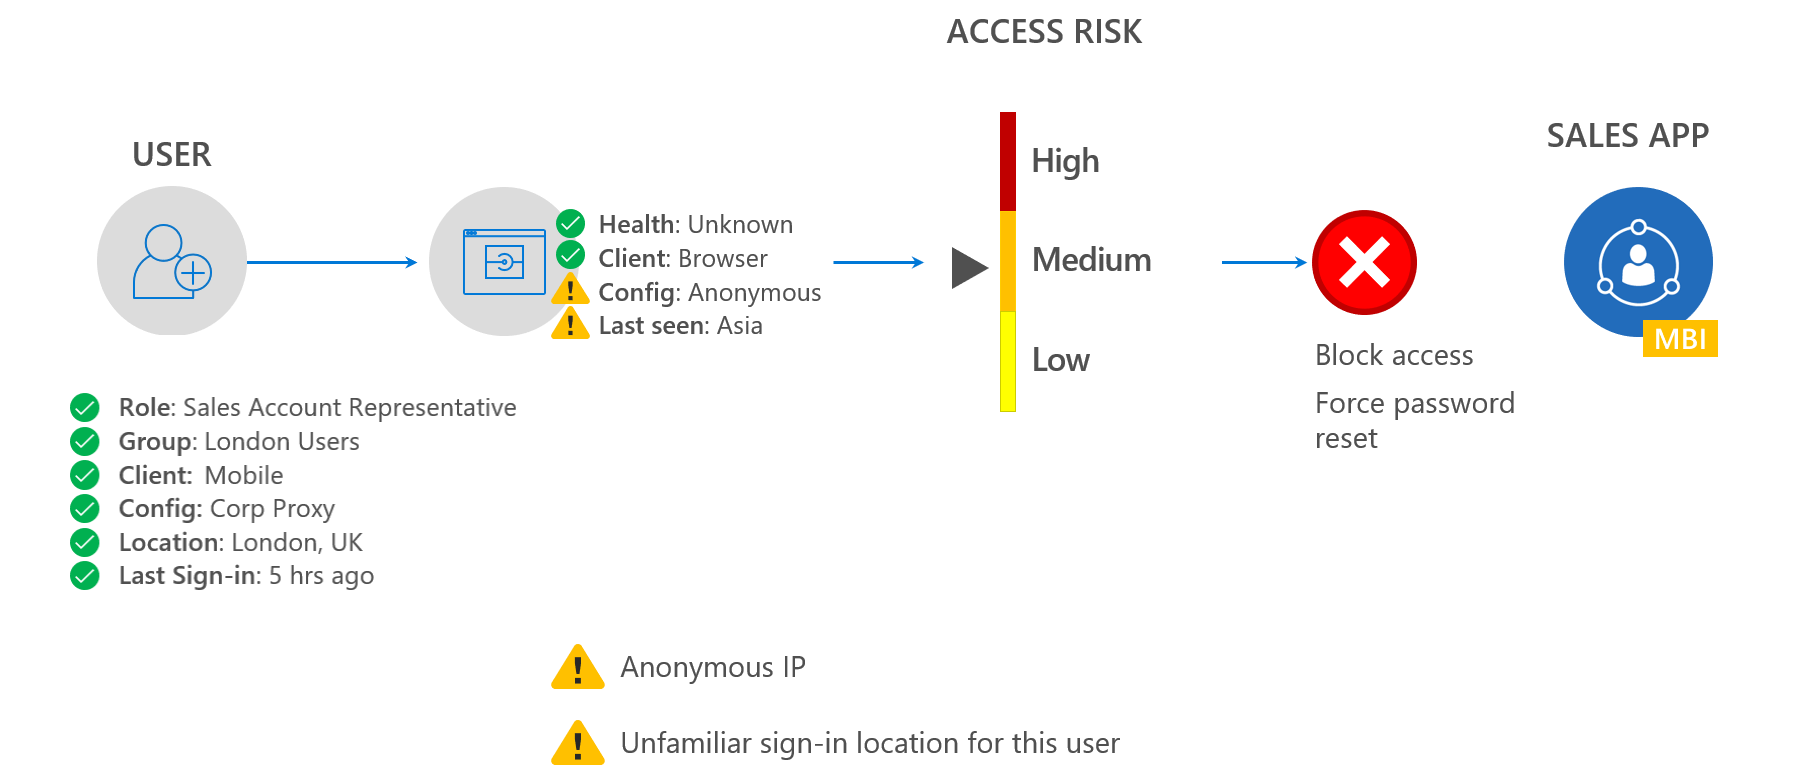 ACCESS RISK
USER
SALES APP
Health: Unknown
Client: Browser
Config: Anonymous
Last seen: Asia
High
Medium
Low
MBI
Block access
Force password
reset
Role: Sales Account Representative
Group: London Users
Client: Mobile
Config: Corp Proxy
Location: London, UK
Last Sign-in: 5 hrs ago
Anonymous IP
Unfamiliar sign-in location for this user